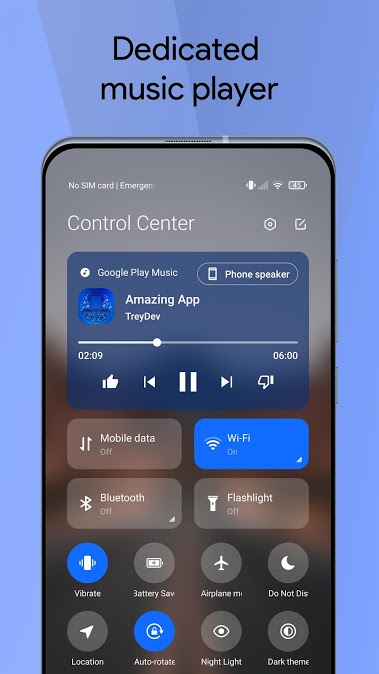 Dedicated
music player
No SIM card | Emergen
45
Control Center
Google Play Music
Phone speaker
Amazing App
TreyDev
02:09
06:00
Mobile data
Off
Wi-Fi
On
Bluetooth
Off
Flashlight
Off
Vibrate
Battery Sav
Airplane m
Do Not Dis
Location
Auto-rotate
Night Light
Dark theme